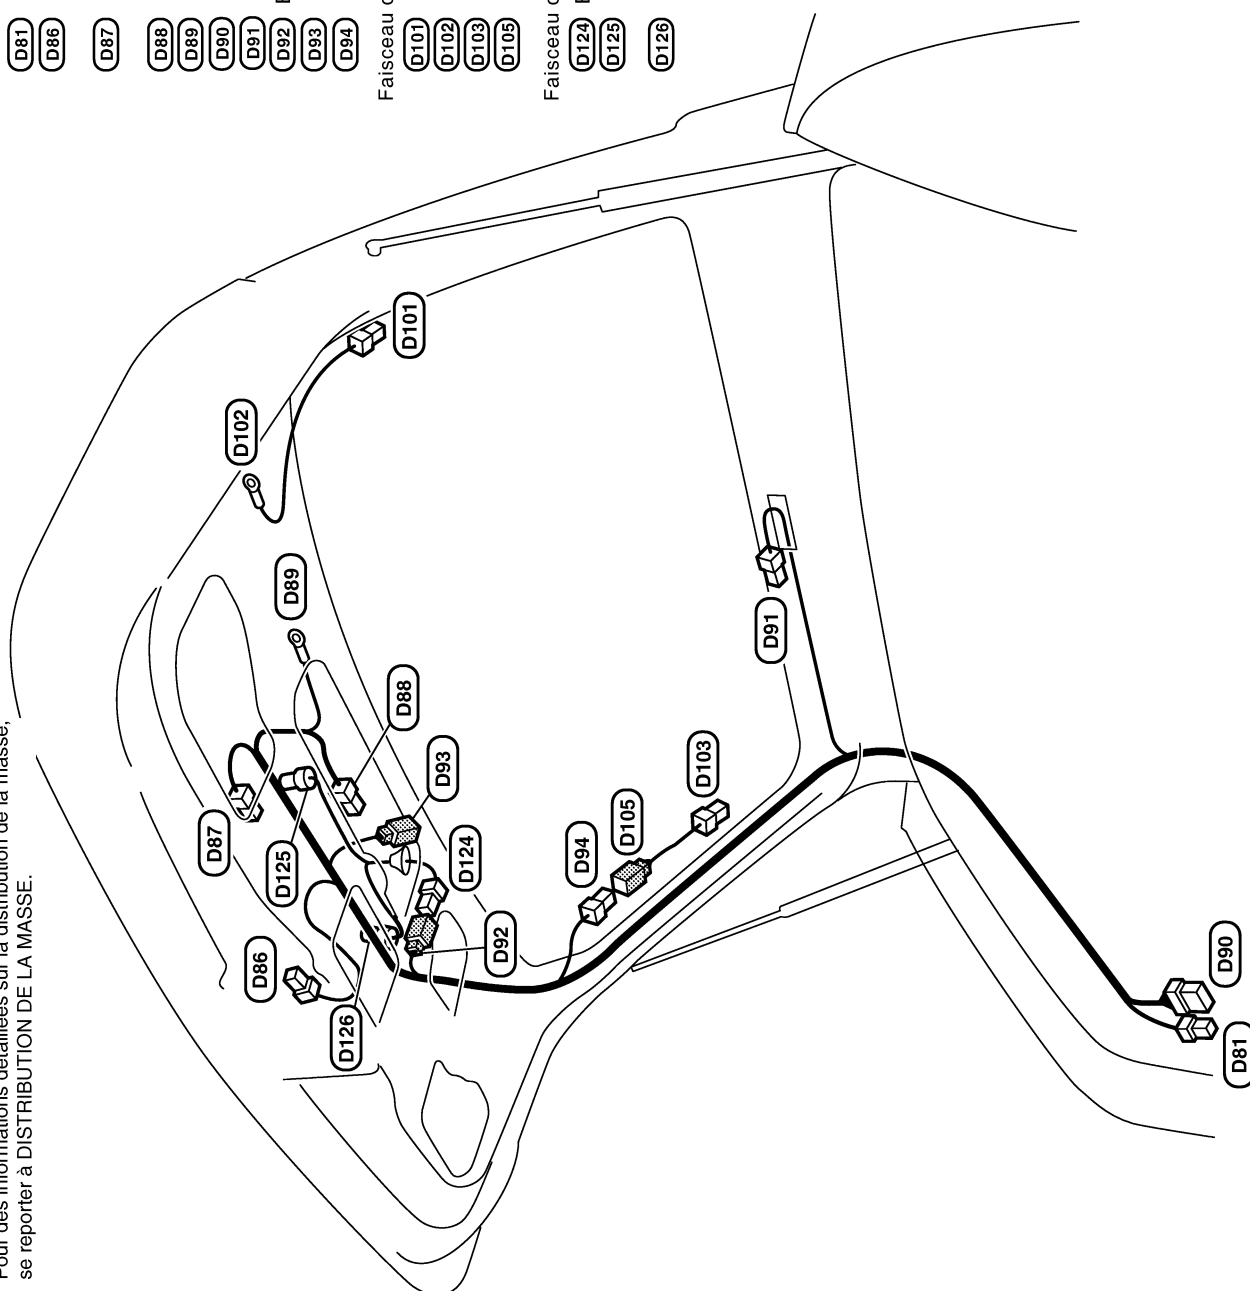 Pour des informations détaillées sur la distribution de la masse,
se reporter à DISTRIBUTION DE LA MASSE.
D81
D86
D87
D88
D89
D90
D91
D92
D93
D94
Faisceau
D101
D102
D103
D105
Faisceau
D124
D125
D126
D86
D126
D87
D125
D89
D102
D88
D93
D124
D92
D101
D94
D105
D103
D91
D90
D81